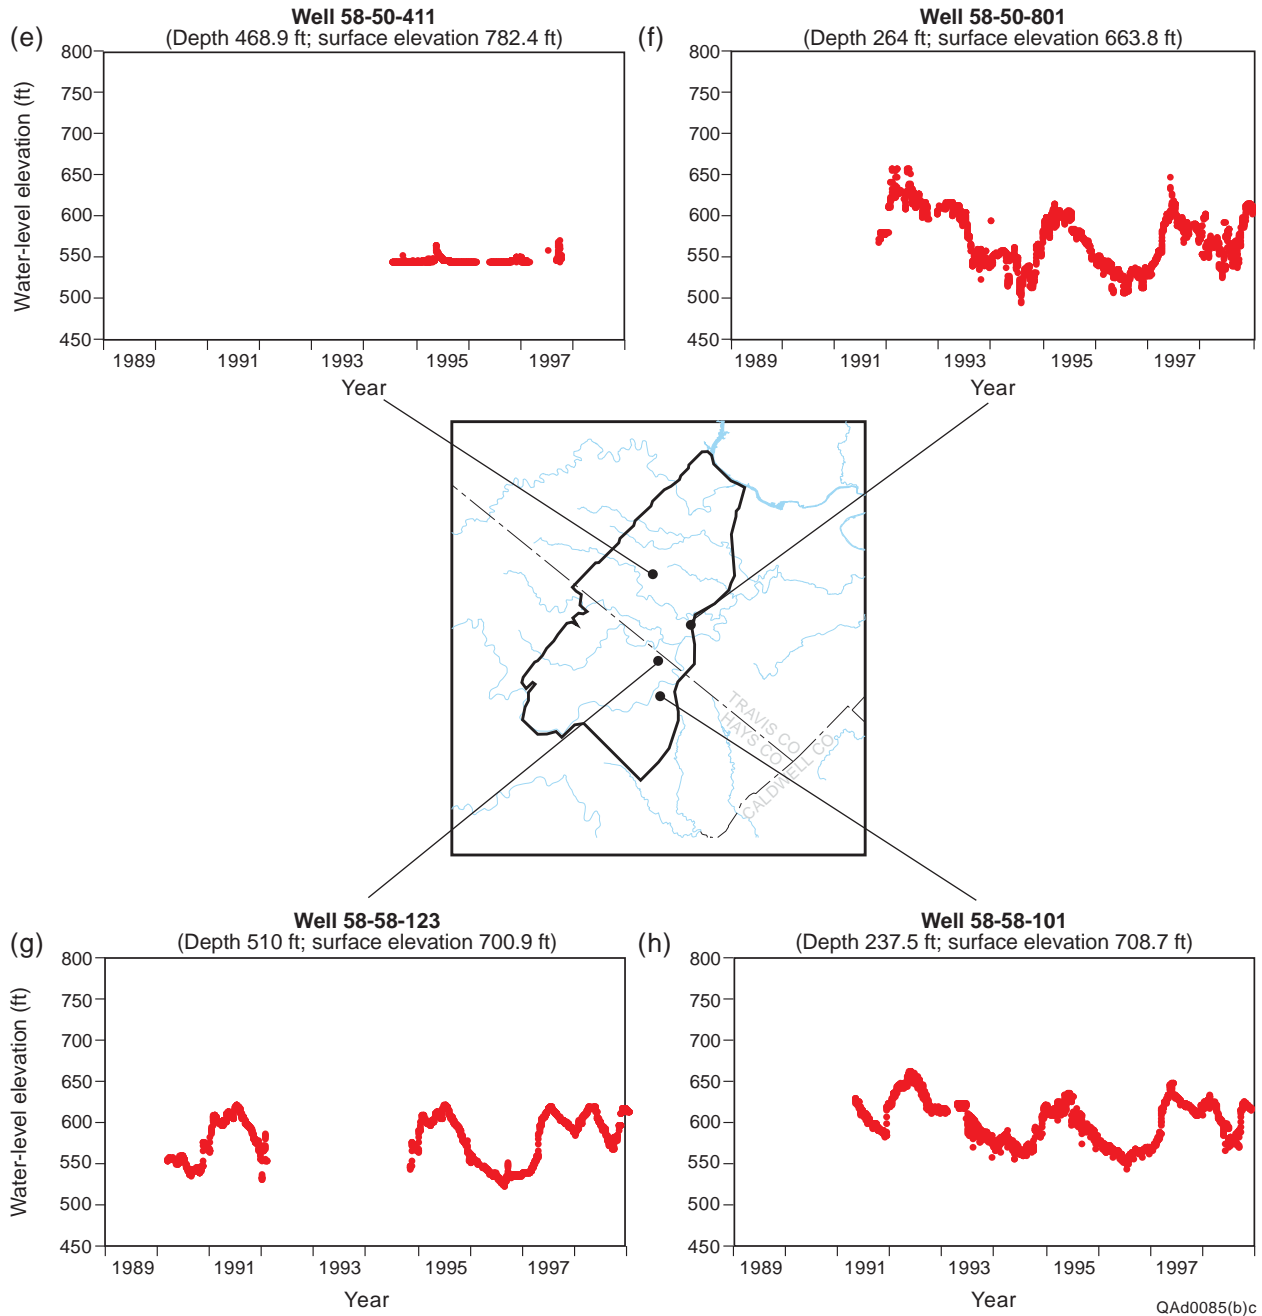 (e)
Well 58-50-411
(Depth 468.9 ft; surface elevation 782.4 ft)
Water-level elevation (ft)
800
750
700
650
600
550
500
450
1989 1991 1993 1995 1997
Year
(f)
Well 58-50-801
(Depth 264 ft; surface elevation 663.8 ft)
800
750
700
650
600
550
500
450
1989 1991 1993 1995 1997
Year
TRAVIS CO.
HAYS CO.
CALDWELL CO.
(g)
Well 58-58-123
(Depth 510 ft; surface elevation 700.9 ft)
Water-level elevation (ft)
800
750
700
650
600
550
500
450
1989 1991 1993 1995 1997
Year
(h)
Well 58-58-101
(Depth 237.5 ft; surface elevation 708.7 ft)
800
750
700
650
600
550
500
450
1989 1991 1993 1995 1997
Year
QAd0085(b)c